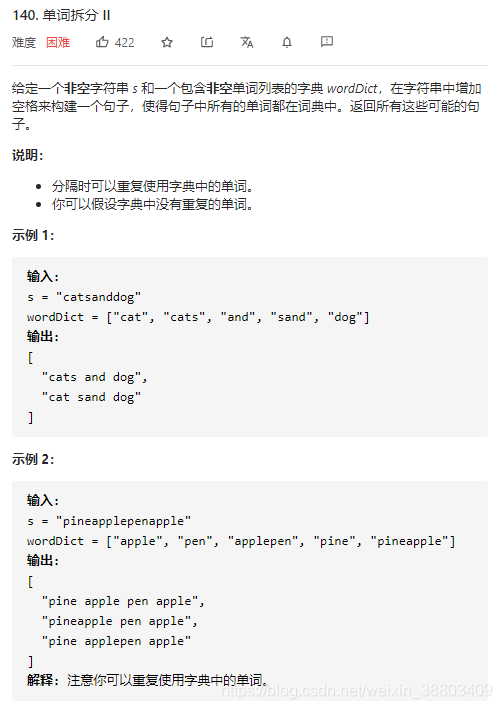 140. 单词拆分 II
难度 困难 422
给定一个非空字符串 s 和一个包含非空单词列表的字典 wordDict，在字符串中增加
空格来构建一个句子，使得句子中所有的单词都在词典中。返回所有这些可能的句
子。
说明：
• 分隔时可以重复使用字典中的单词。
• 你可以假设字典中没有重复的单词。
示例 1：
输入:
s = "catsanddog"
wordDict = ["cat", "cats", "and", "sand", "dog"]
输出:
[
"cats and dog",
"cat sand dog"
]
示例 2：
输入:
s = "pineapplepenapple"
wordDict = ["apple", "pen", "applepen", "pine", "pineapple"]
输出:
[
"pine apple pen apple",
"pineapple pen apple",
"pine applepen apple"
]
解释: 注意你可以重复使用字典中的单词。
https://blog.csdn.net/weixin_38803409